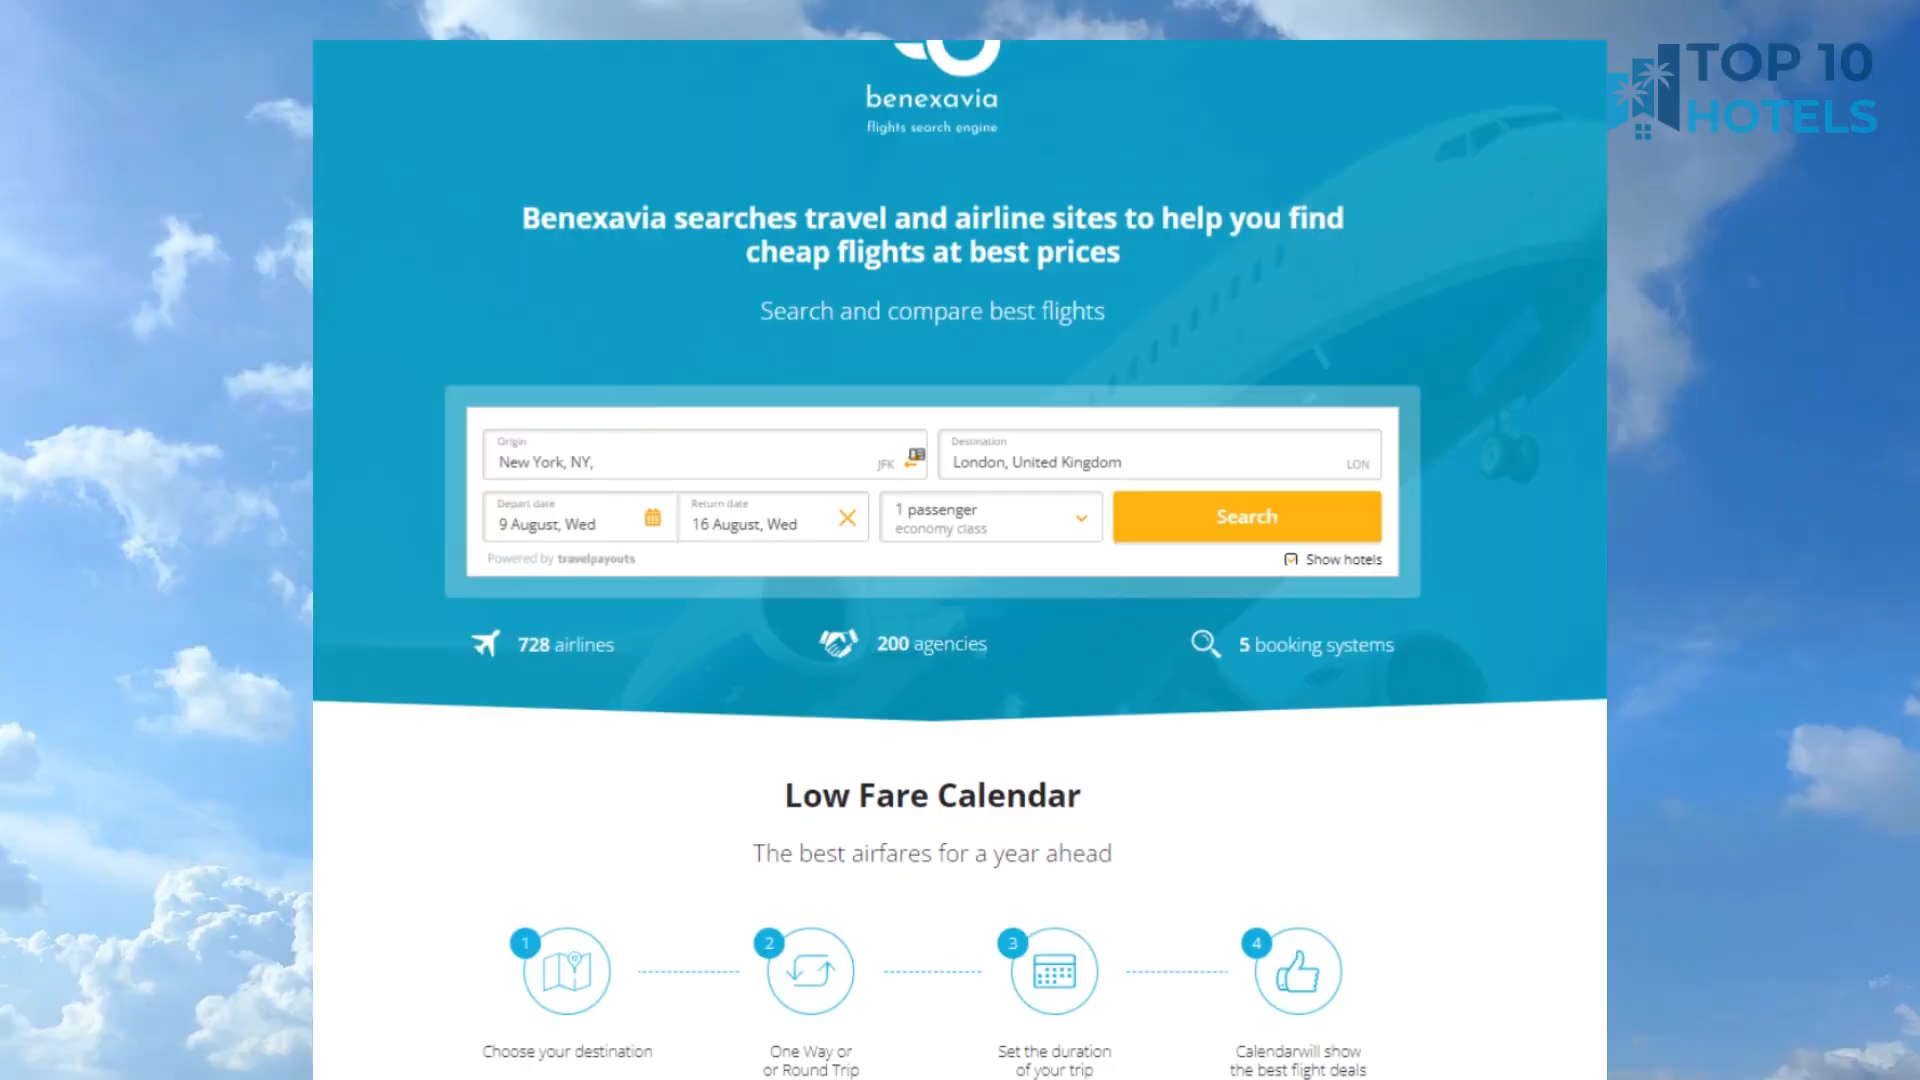 TOP 10
HOTELS
benexavia
flights search engine
Benexavia searches travel and airline sites to help you find
cheap flights at best prices
Search and compare best flights
Origin
New York, NY,
JFK
Destination
London, United Kingdom
LON
Depart date
9 August, Wed
Return date
16 August, Wed
1 passenger
economy class
Search
Powered by travelpayouts
Show hotels
728 airlines
200 agencies
5 booking systems
Low Fare Calendar
The best airfares for a year ahead
1
2
3
4
Choose your destination
One Way or
or Round Trip
Set the duration
of your trip
Calendarwill show
the best flight deals